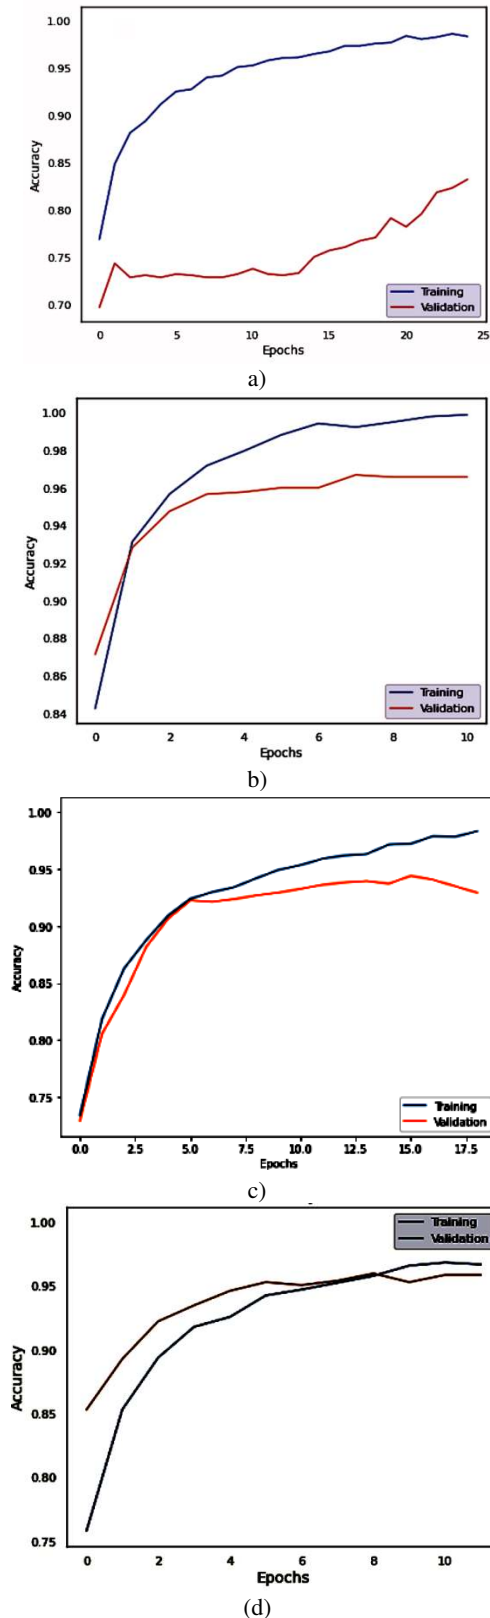 1.00
0.95
0.90
0.85
0.80
0.75
0.70
Accuracy
Training
Validation
0 5 10 15 20 25
Epochs
a)
1.00
0.98
0.96
0.94
0.92
0.90
0.88
0.86
0.84
Accuracy
Training
Validation
0 2 4 6 8 10
Epochs
b)
1.00
0.95
0.90
0.85
0.80
0.75
Accuracy
Training
Validation
0.0 2.5 5.0 7.5 10.0 12.5 15.0 17.5
Epochs
c)
Training
Validation
1.00
0.95
0.90
0.85
0.80
0.75
Accuracy
0 2 4 6 8 10
Epochs
(d)